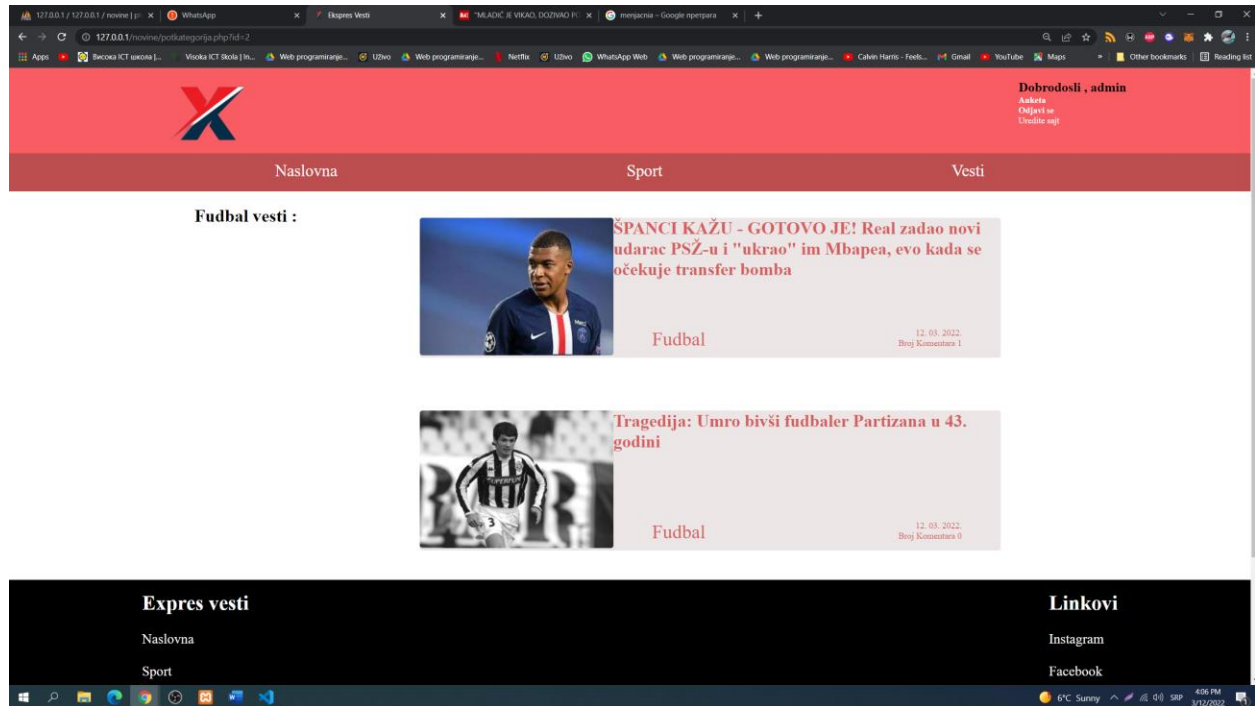 127.0.0.1 / 127.0.0.1 / novine | p
WhatsApp
Ekspres Vesti
"MLADIĆ JE VIKAO, DOZIVAO PO
menjacnia – Google претрага
127.0.0.1/novine/potkategorija.php?id=2
Apps
Висока ICT школа |...
Visoka ICT škola | In...
Web programiranje...
Uživo
Web programiranje...
Web programiranje...
Netflix
Uživo
WhatsApp Web
Web programiranje...
Web programiranje...
Calvin Harris - Feels...
Gmail
YouTube
Maps
»
Other bookmarks
Reading list
Dobrodosli , admin
Anketa
Odjavi se
Uredite sajt
Naslovna
Sport
Vesti
Fudbal vesti :
ŠPANCI KAŽU - GOTOVO JE! Real zadao novi
udarac PSŽ-u i "ukrao" im Mbapea, evo kada se
očekuje transfer bomba
Fudbal
12. 03. 2022.
Broj Komentara 1
Tragedija: Umro bivši fudbaler Partizana u 43.
godini
Fudbal
12. 03. 2022.
Broj Komentara 0
Expres vesti
Naslovna
Sport
Linkovi
Instagram
Facebook
6°C Sunny
SRP
4:06 PM
3/12/2022